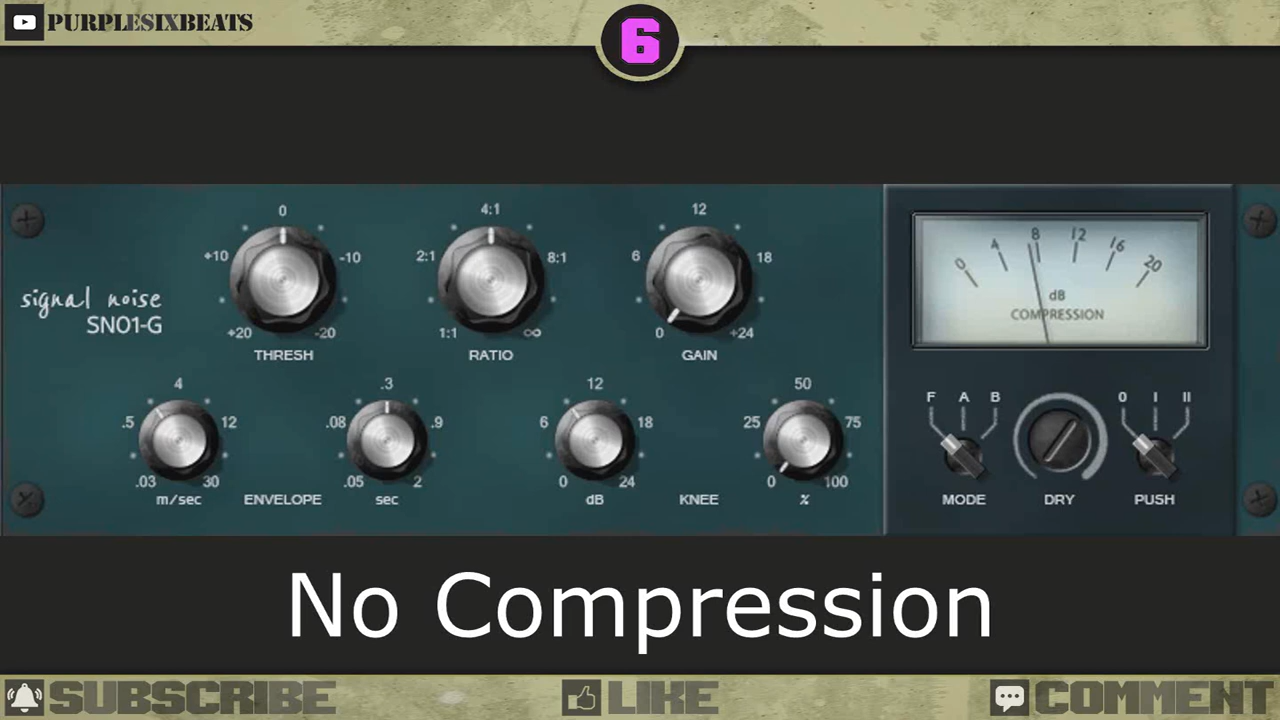 PURPLESIXBEATS
6
0
+10
-10
+20
-20
THRESH
4:1
2:1
8:1
1:1
∞
RATIO
12
6
18
0
+24
GAIN
signal noise
SN01-G
4
.5
12
.03
30
m/sec
ENVELOPE
.3
.08
.9
.05
2
sec
12
6
18
0
24
dB
KNEE
50
25
75
0
100
%
0 4 8 12 16 20
dB
COMPRESSION
F A B
MODE
DRY
0 I II
PUSH
No Compression
SUBSCRIBE
LIKE
COMMENT